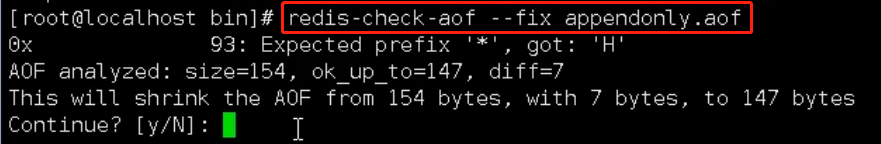 [root@localhost bin]# redis-check-aof --fix appendonly.aof
0x              93: Expected prefix '*', got: 'H'
AOF analyzed: size=154, ok_up_to=147, diff=7
This will shrink the AOF from 154 bytes, with 7 bytes, to 147 bytes
Continue? [y/N]: